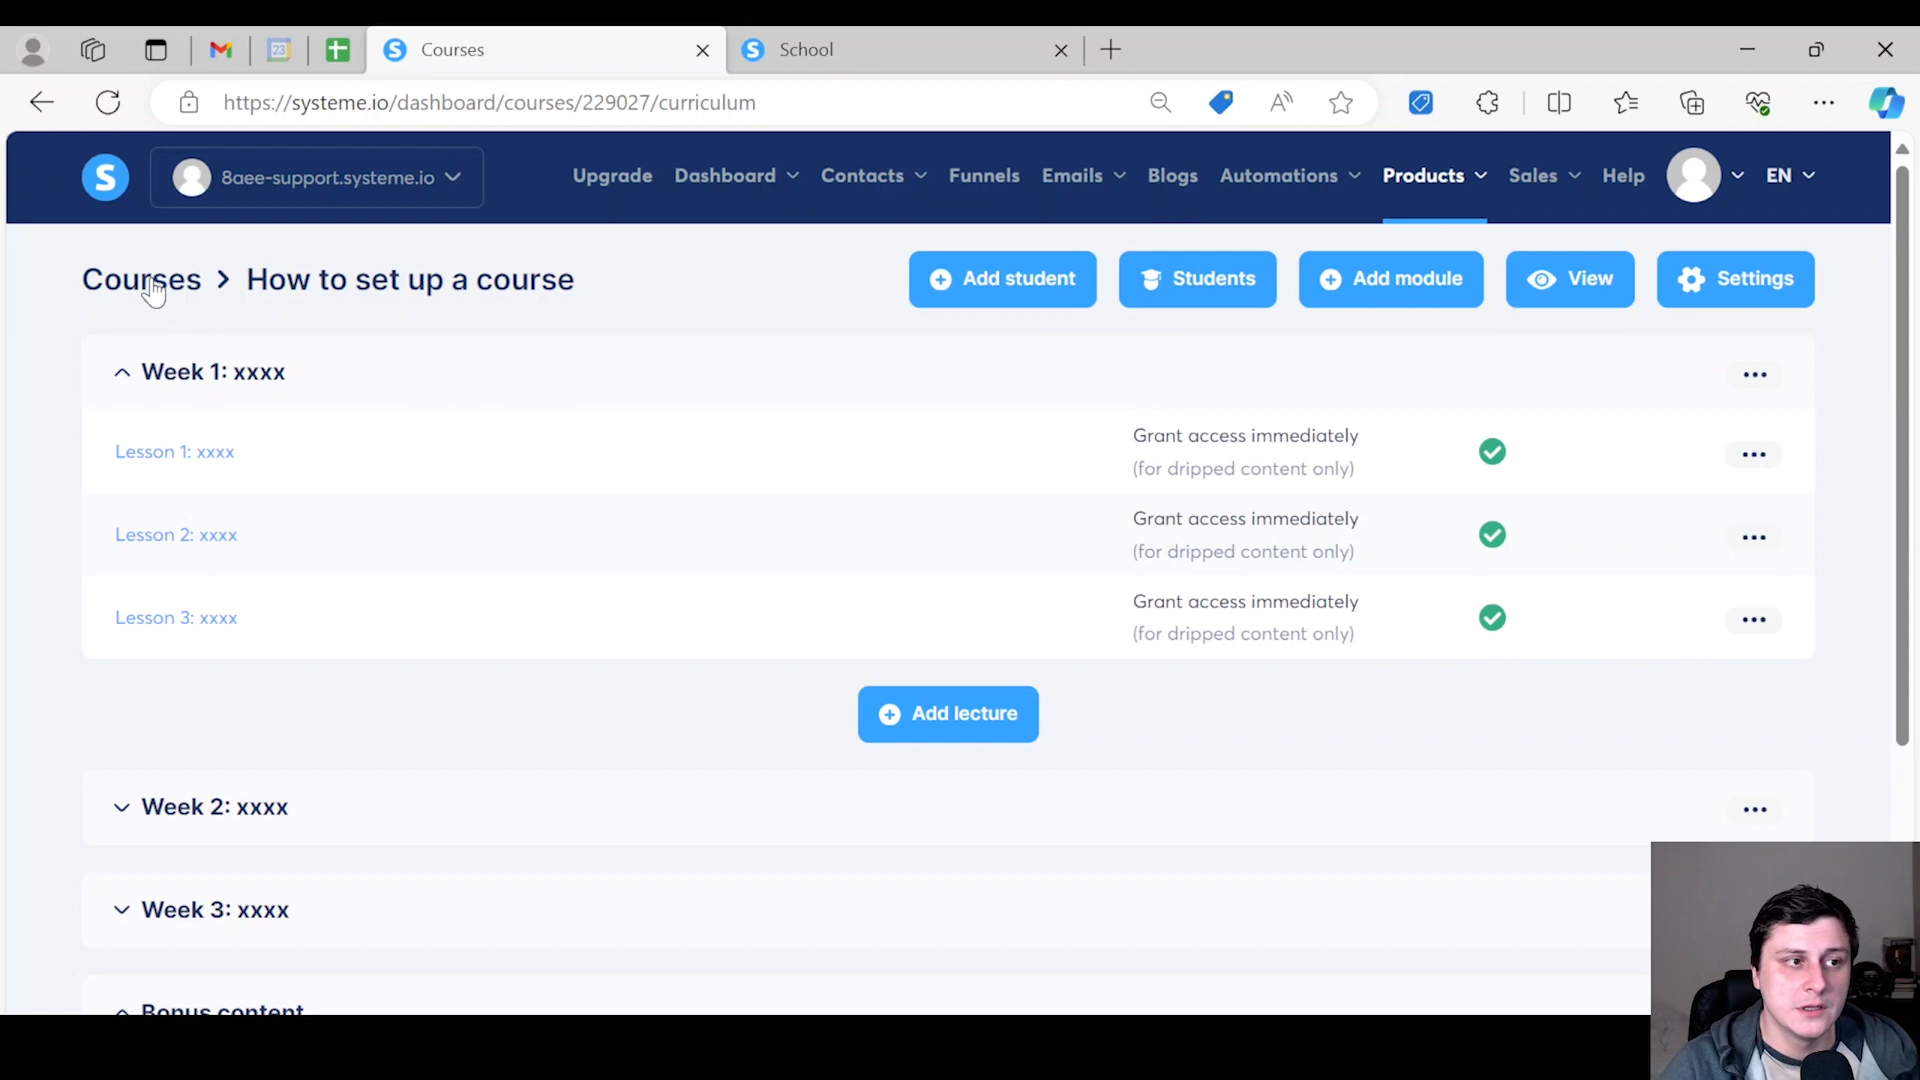 Courses
School
https://systeme.io/dashboard/courses/229027/curriculum
S
8aee-support.systeme.io
Upgrade
Dashboard
Contacts
Funnels
Emails
Blogs
Automations
Products
Sales
Help
EN
Courses > How to set up a course
Add student
Students
Add module
View
Settings
Week 1: xxxx
Lesson 1: xxxx
Grant access immediately
(for dripped content only)
Lesson 2: xxxx
Grant access immediately
(for dripped content only)
Lesson 3: xxxx
Grant access immediately
(for dripped content only)
Add lecture
Week 2: xxxx
Week 3: xxxx
Bonus content